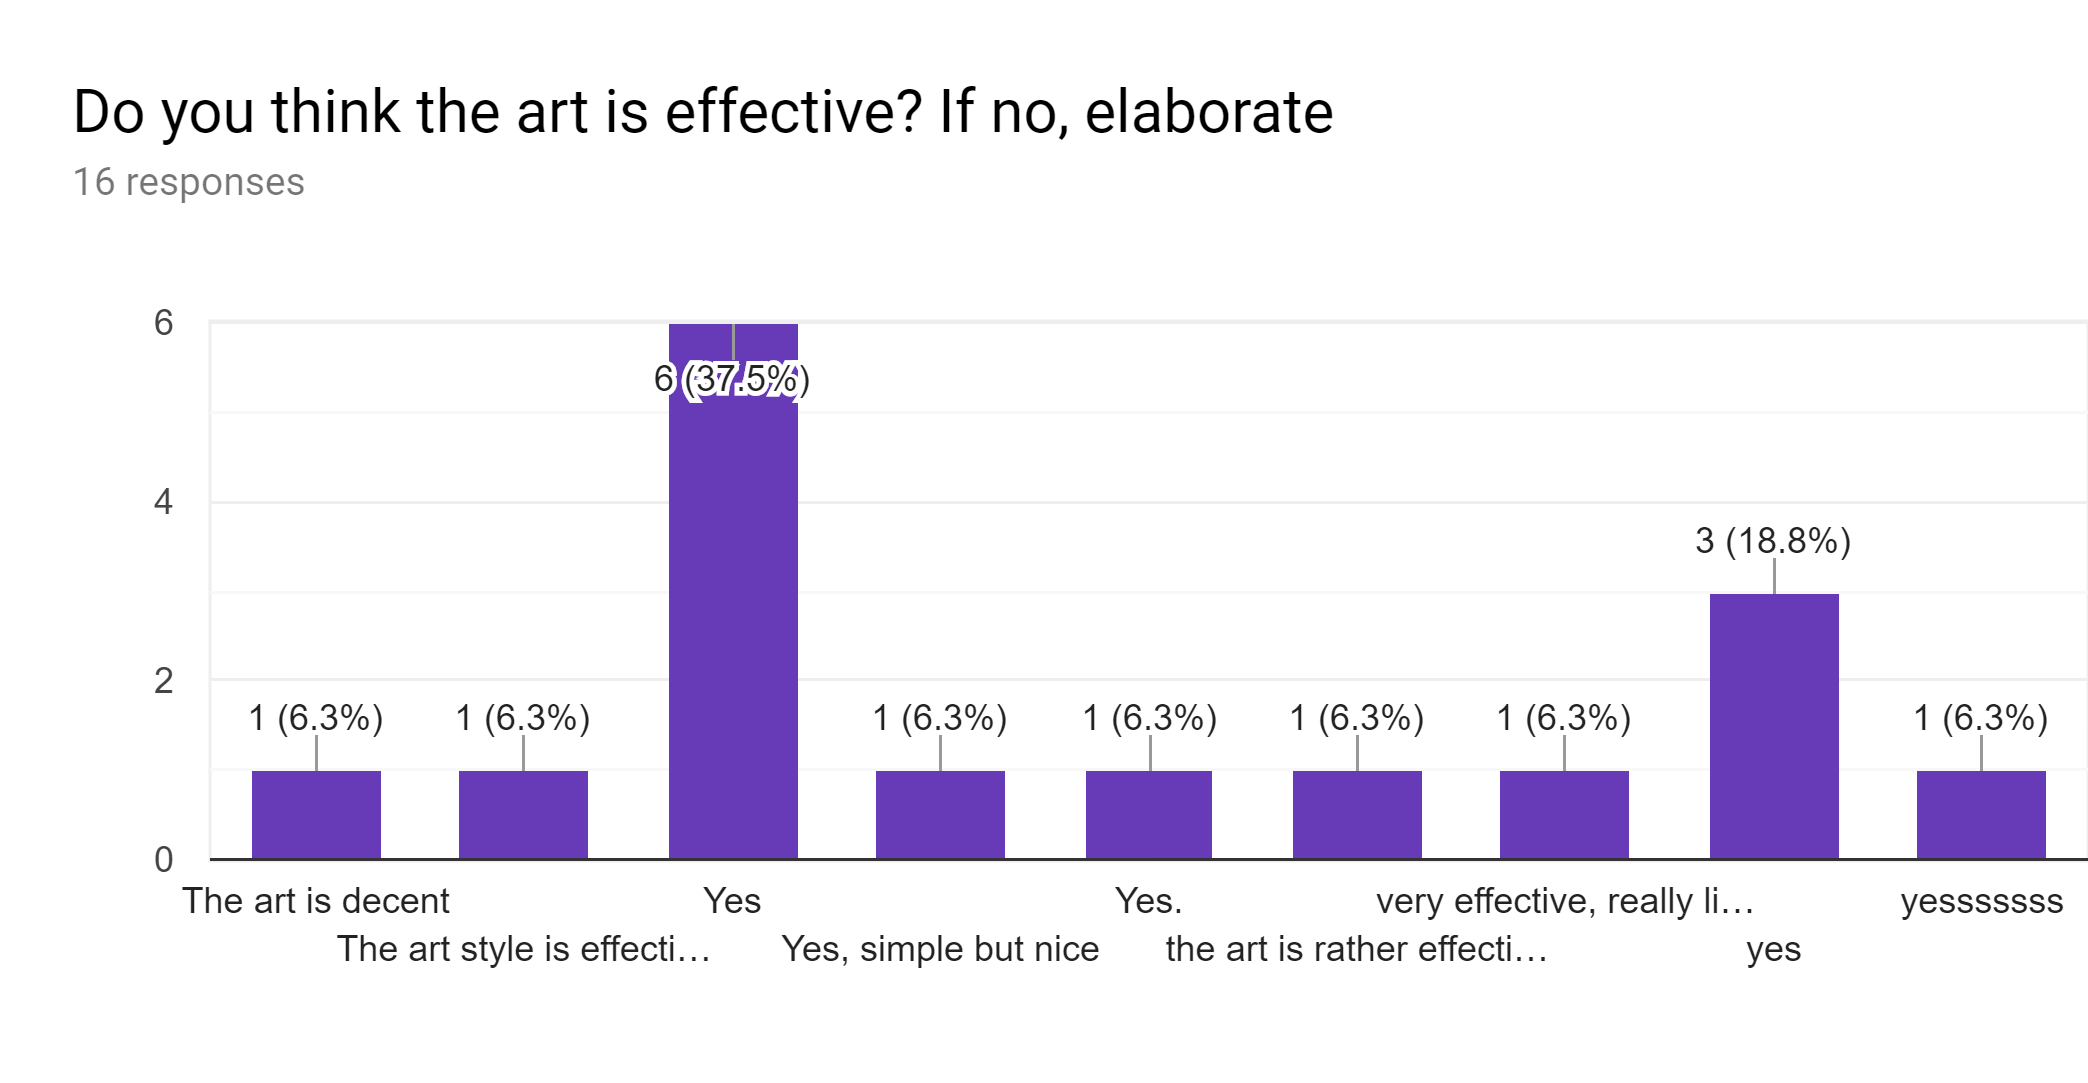 Do you think the art is effective? If no, elaborate
16 responses
6
4
2
0
1 (6.3%)
1 (6.3%)
6 (37.5%)
1 (6.3%)
1 (6.3%)
1 (6.3%)
1 (6.3%)
3 (18.8%)
1 (6.3%)
The art is decent
The art style is effecti…
Yes
Yes, simple but nice
Yes.
the art is rather effecti…
very effective, really li…
yes
yesssssss